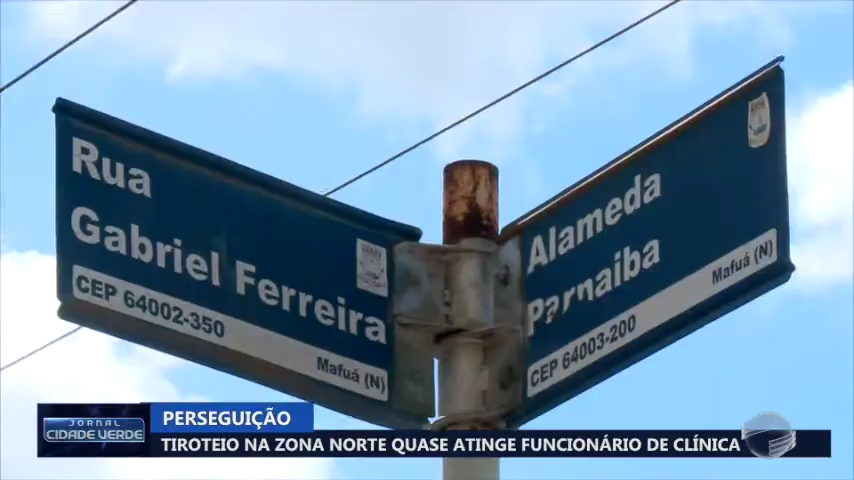 Rua
Gabriel Ferreira
CEP 64002-350
Mafuá (N)
Alameda
Parnaiba
Mafuá (N)
CEP 64003-200
JORNAL
CIDADE VERDE
PERSEGUIÇÃO
TIROTEIO NA ZONA NORTE QUASE ATINGE FUNCIONÁRIO DE CLÍNICA